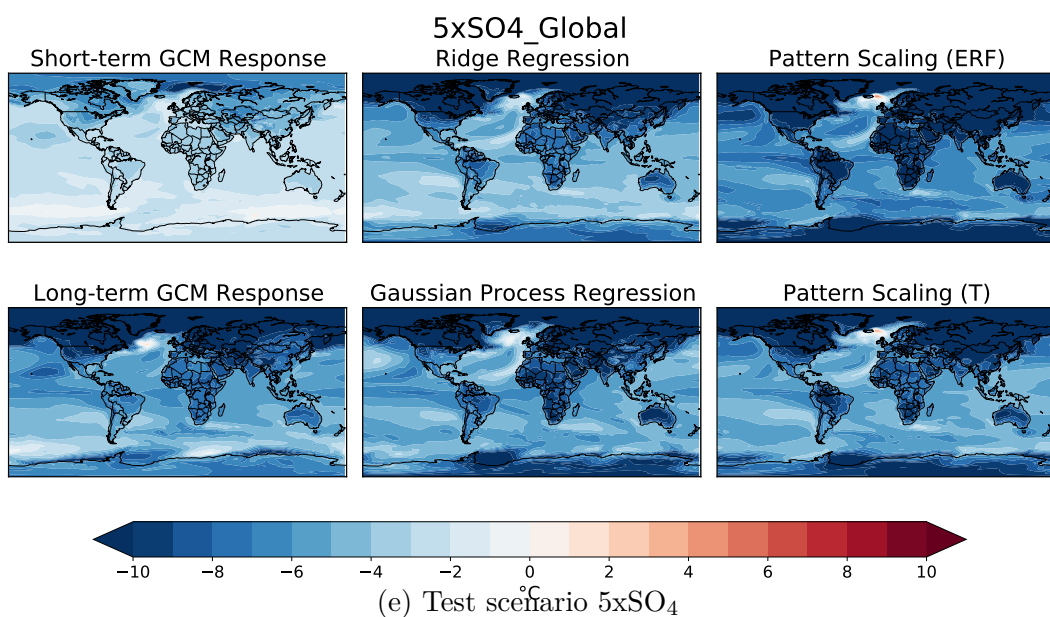 5xSO4_Global
Short-term GCM Response
Ridge Regression
Pattern Scaling (ERF)
Long-term GCM Response
Gaussian Process Regression
Pattern Scaling (T)
−10 −8 −6 −4 −2 0 2 4 6 8 10
°C
(e) Test scenario 5xSO₄